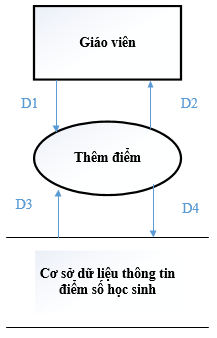 Giáo viên
D1
D2
Thêm điểm
D3
D4
Cơ sở dữ liệu thông tin
điểm số học sinh